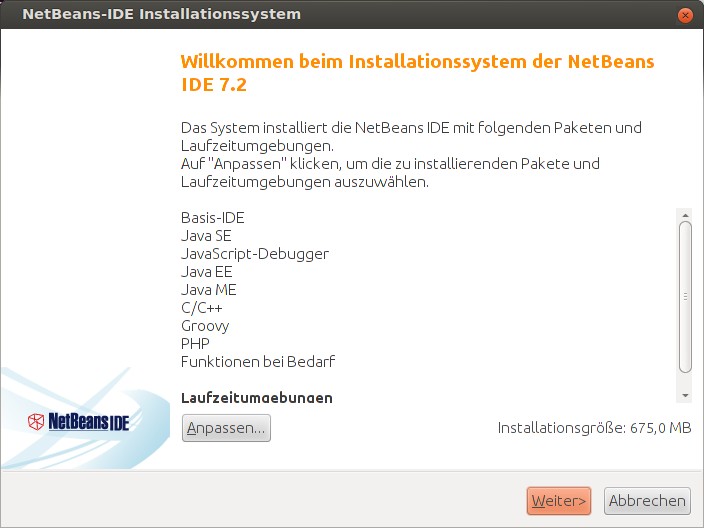 NetBeans-IDE Installationssystem
Willkommen beim Installationssystem der NetBeans
IDE 7.2
Das System installiert die NetBeans IDE mit folgenden Paketen und
Laufzeitumgebungen.
Auf "Anpassen" klicken, um die zu installierenden Pakete und
Laufzeitumgebungen auszuwählen.
Basis-IDE
Java SE
JavaScript-Debugger
Java EE
Java ME
C/C++
Groovy
PHP
Funktionen bei Bedarf
Laufzeitumgebungen
NetBeans IDE
Anpassen...
Installationsgröße: 675,0 MB
Weiter>
Abbrechen